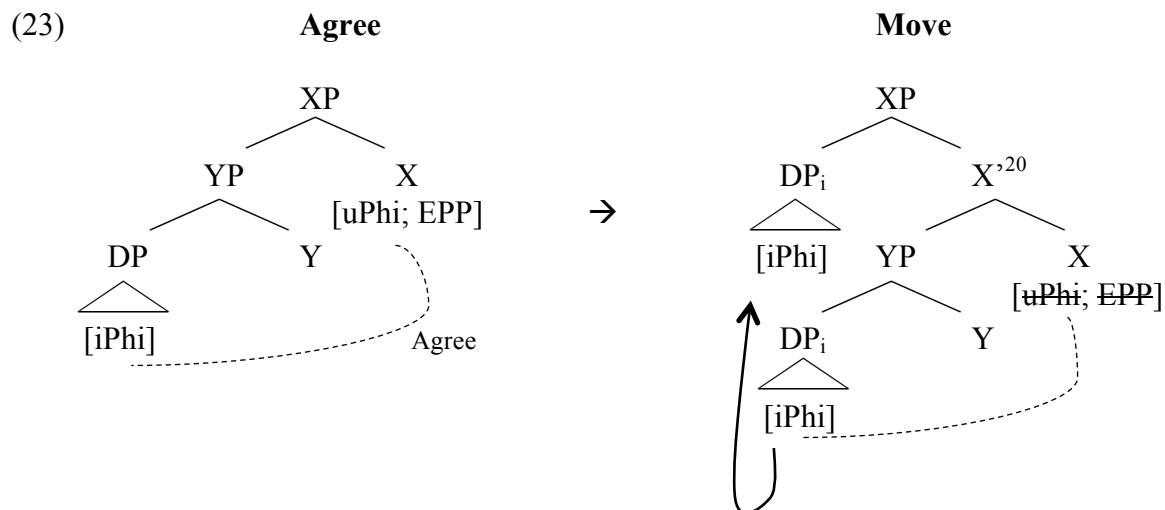 (23) Agree Move
XP XP
YP X DPᵢ X’²⁰
[uPhi; EPP] →
DP Y [iPhi] YP X
[uPhi; EPP]
[iPhi] Agree DPᵢ Y
[iPhi]